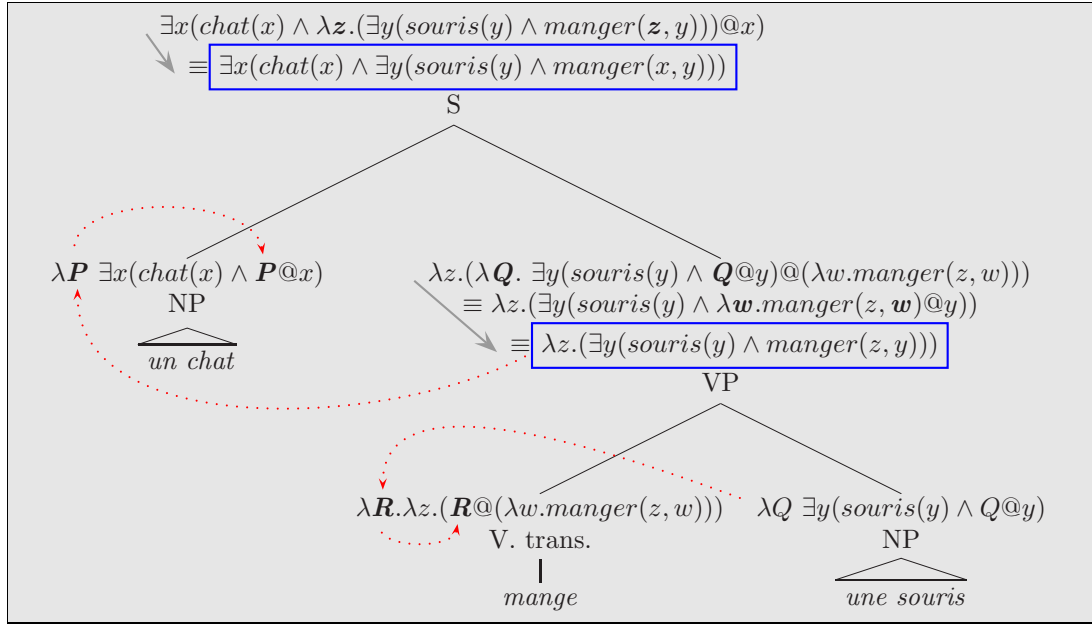 ∃x(chat(x) ∧ λz.(∃y(souris(y) ∧ manger(z, y)))@x)
≡ ∃x(chat(x) ∧ ∃y(souris(y) ∧ manger(x, y)))
S
λP ∃x(chat(x) ∧ P@x)
NP
un chat
λz.(λQ. ∃y(souris(y) ∧ Q@y)@(λw.manger(z, w)))
≡ λz.(∃y(souris(y) ∧ λw.manger(z, w)@y))
≡ λz.(∃y(souris(y) ∧ manger(z, y)))
VP
λR.λz.(R@(λw.manger(z, w)))
V. trans.
mange
λQ ∃y(souris(y) ∧ Q@y)
NP
une souris